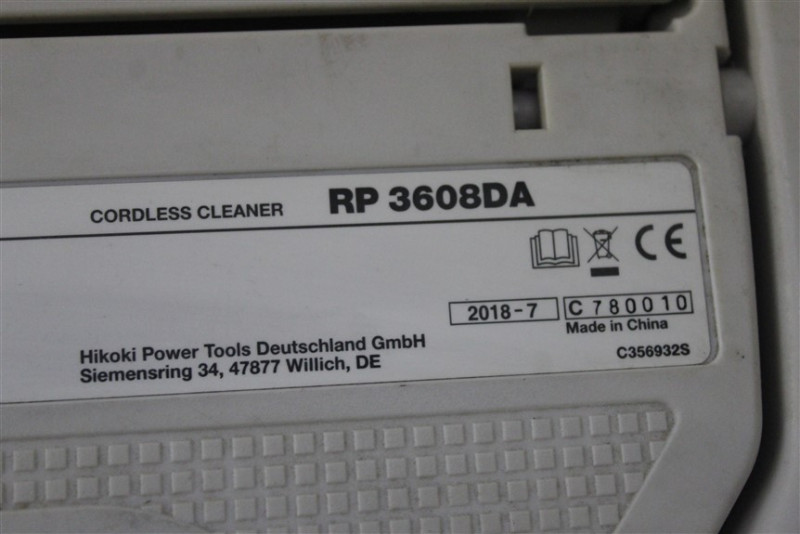 CORDLESS CLEANER RP 3608DA
CE
2018-7 C 780010
Made in China
Hikoki Power Tools Deutschland GmbH
Siemensring 34, 47877 Willich, DE
C356932S